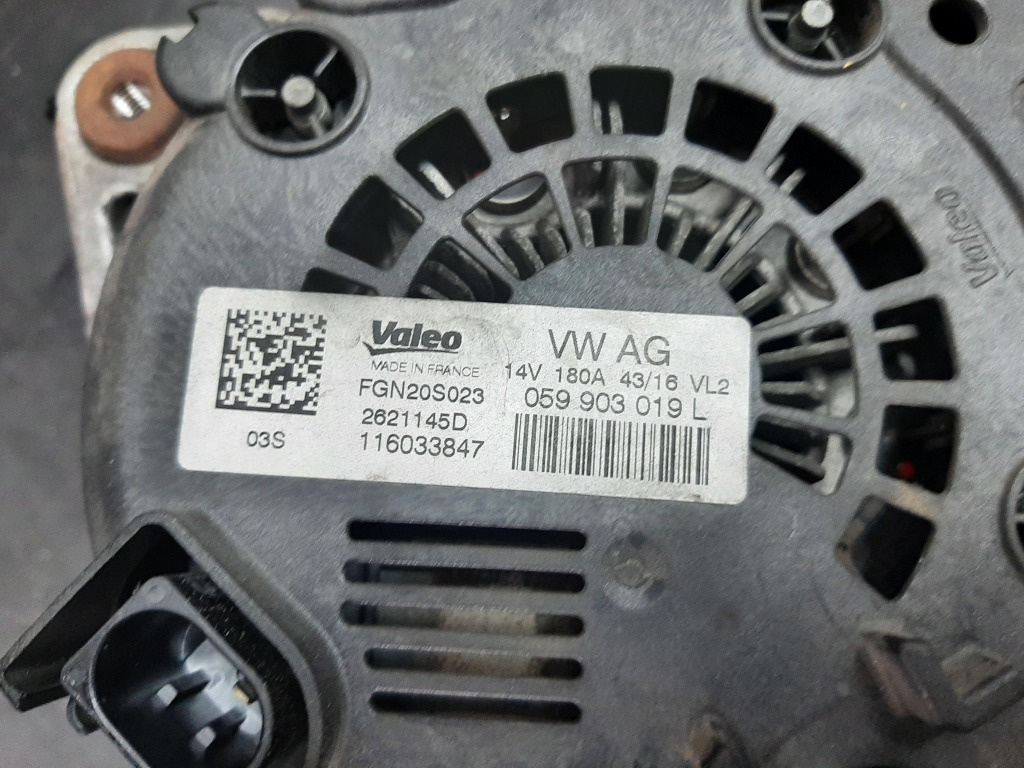 Valeo
MADE IN FRANCE
FGN20S023
2621145D
116033847
03S
VW AG
14V 180A 43/16 VL2
059 903 019 L
Valeo